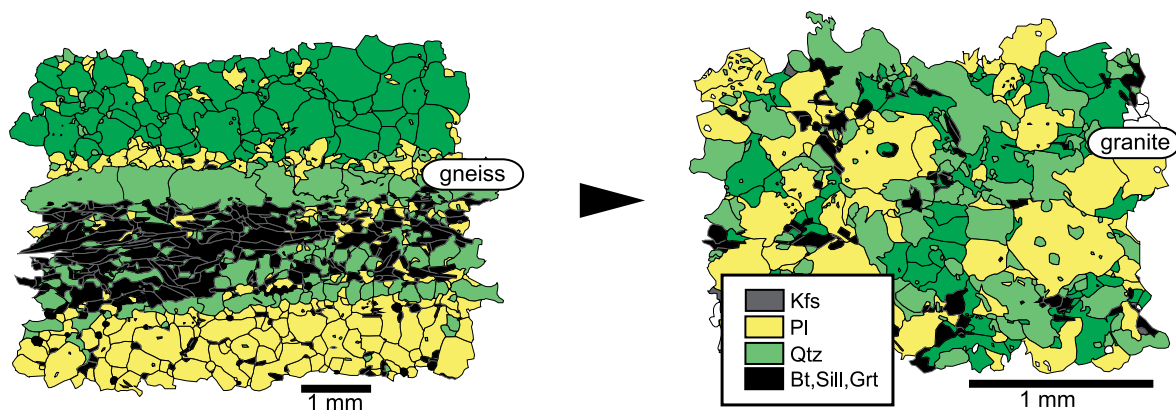 gneiss
1 mm
granite
Kfs
Pl
Qtz
Bt,Sill,Grt
1 mm